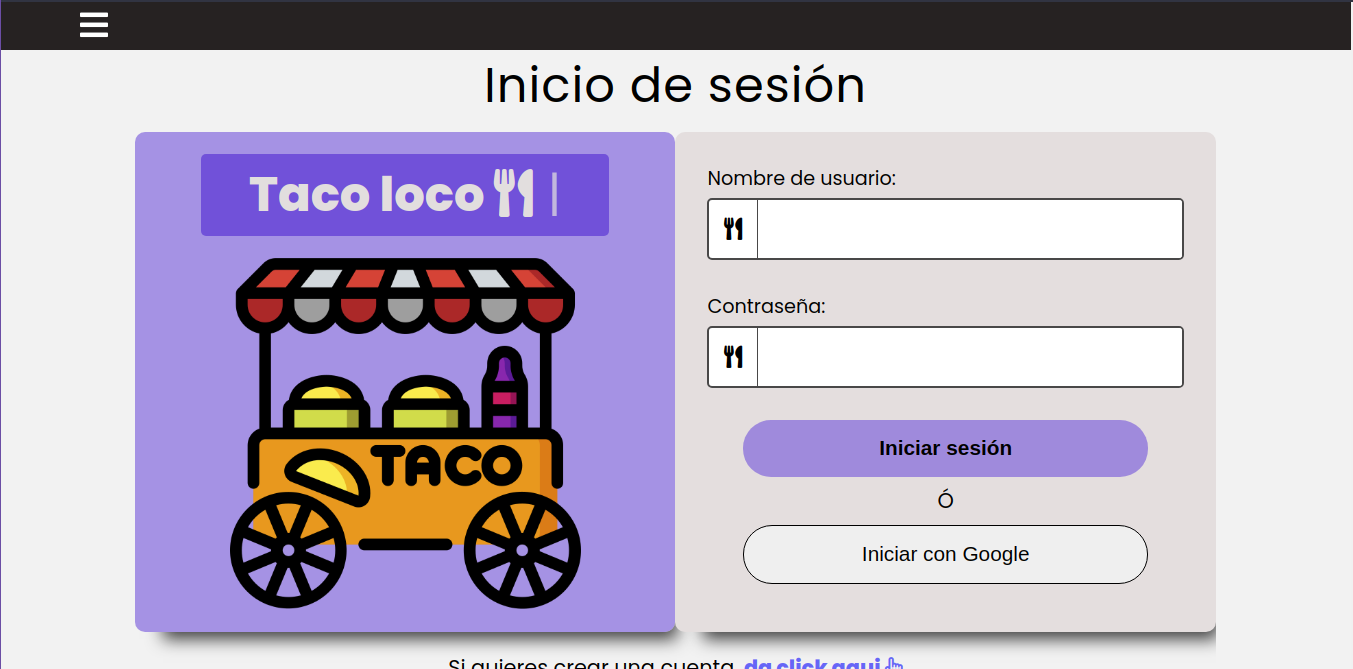 Inicio de sesión
Taco loco
TACO
Nombre de usuario:
Contraseña:
Iniciar sesión
Ó
Iniciar con Google
Si quieres crear una cuenta, da click aqui